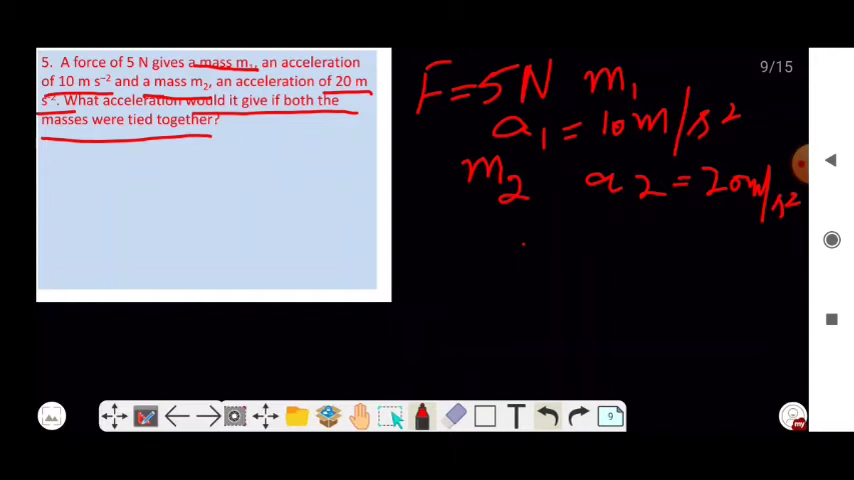 5. A force of 5 N gives a mass m₁, an acceleration
of 10 m s⁻² and a mass m₂, an acceleration of 20 m
s⁻². What acceleration would it give if both the
masses were tied together?
F=5N m₁
a₁ = 10m/s²
m₂ a2=20m/s²
9/15
T
9
my